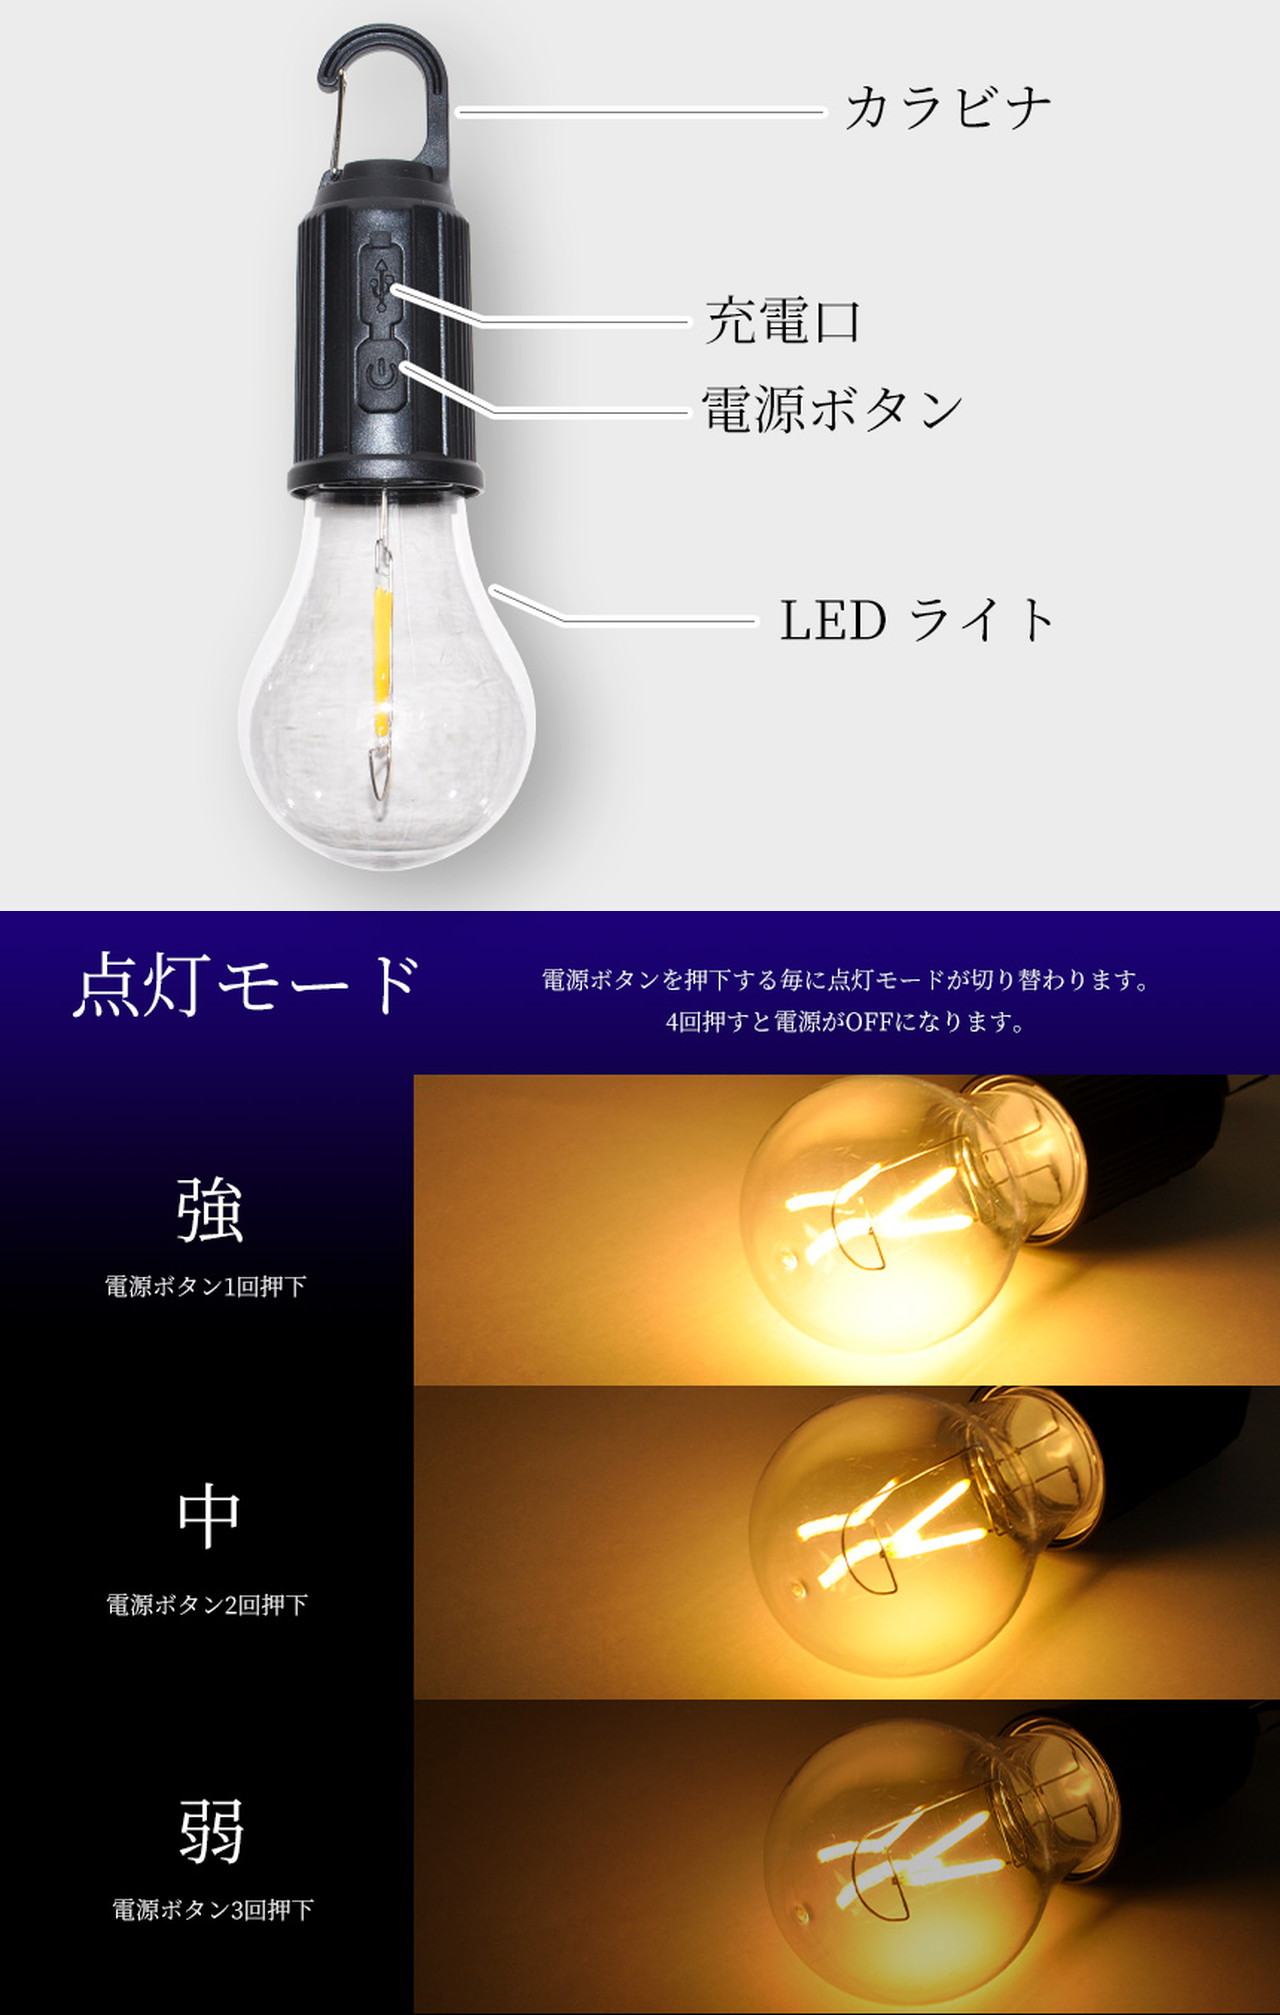 カラビナ
充電口
電源ボタン
LED ライト
点灯モード
電源ボタンを押下する毎に点灯モードが切り替わります。
4回押すと電源がOFFになります。
強
電源ボタン1回押下
中
電源ボタン2回押下
弱
電源ボタン3回押下